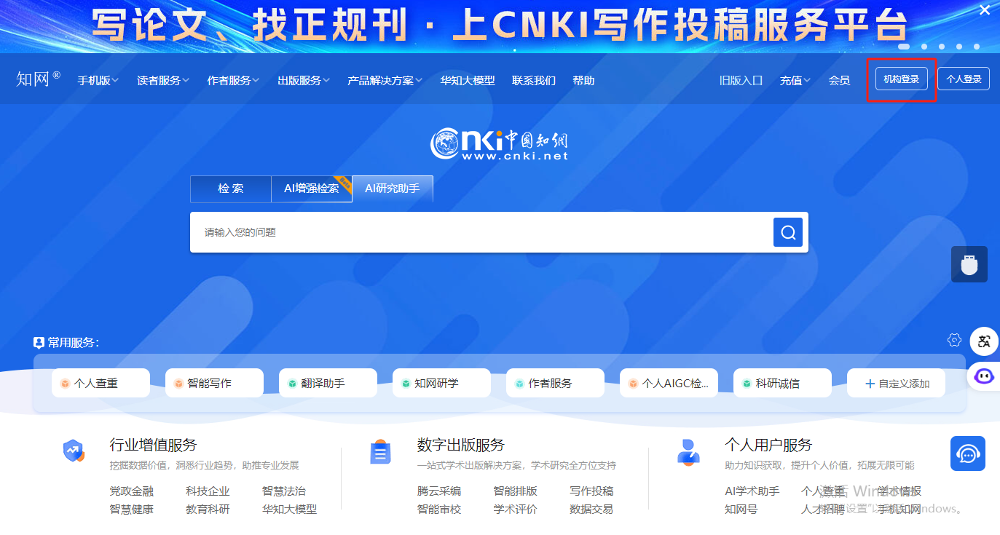 写论文、找正规刊·上CNKI写作投稿服务平台
知网® 手机版 读者服务 作者服务 出版服务 产品解决方案 华知大模型 联系我们 帮助 旧版入口 充值 会员 机构登录 个人登录
Cnki中国知網
www.cnki.net
检索 AI增强检索 Beta AI研究助手
请输入您的问题
常用服务:
个人查重 智能写作 翻译助手 知网研学 作者服务 个人AIGC检... 科研诚信 自定义添加
行业增值服务 数字出版服务 个人用户服务
挖掘数据价值，洞悉行业趋势，助推专业发展 一站式学术出版解决方案，学术研究全方位支持 助力知识获取，提升个人价值，拓展无限可能
党政金融 科技企业 智慧法治 腾云采编 智能排版 写作投稿 AI学术助手 个人查重 学术情报
智慧健康 教育科研 华知大模型 智能审校 学术评价 数据交易 知网号 人才招聘 手机知网
激活 Windows
转到"设置"以激活 Windows。